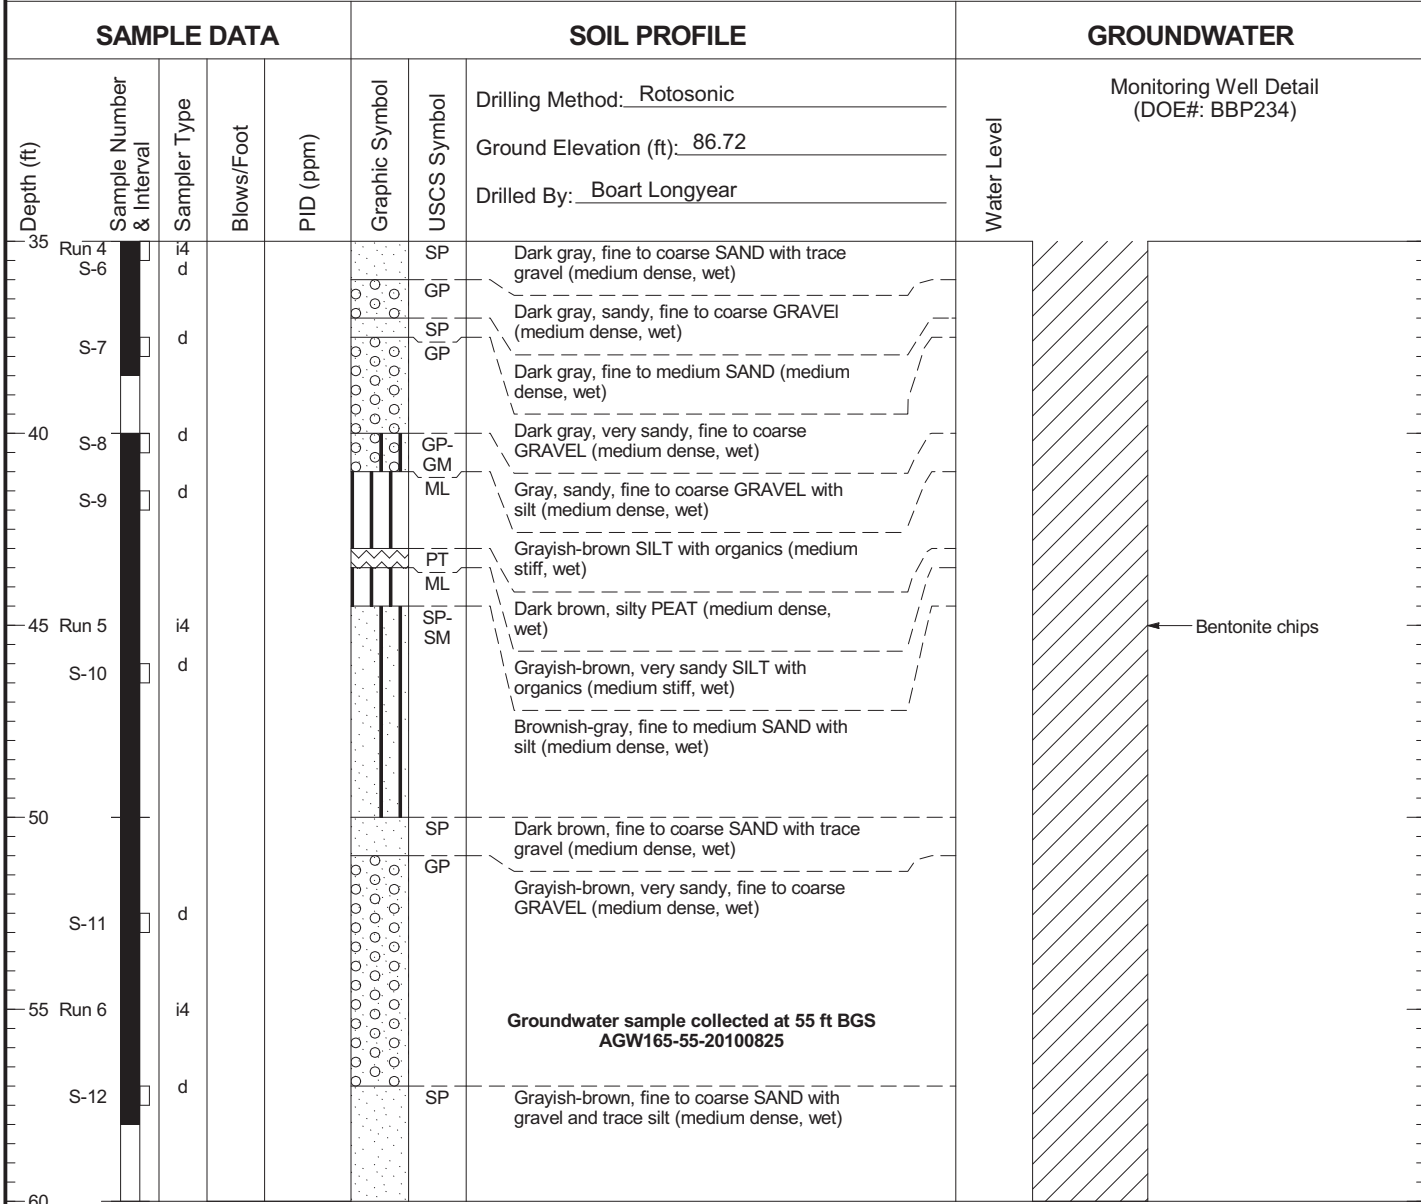 SAMPLE DATA
SOIL PROFILE
GROUNDWATER
Depth (ft)
Sample Number
& Interval
Sampler Type
Blows/Foot
PID (ppm)
Graphic Symbol
USCS Symbol
Drilling Method: Rotosonic
Ground Elevation (ft): 86.72
Drilled By: Boart Longyear
Water Level
Monitoring Well Detail
(DOE#: BBP234)
35 Run 4 i4 SP Dark gray, fine to coarse SAND with trace
S-6 d gravel (medium dense, wet)
GP
Dark gray, sandy, fine to coarse GRAVEl
SP (medium dense, wet)
S-7 d GP
Dark gray, fine to medium SAND (medium
dense, wet)
40 S-8 d GP- Dark gray, very sandy, fine to coarse
GM GRAVEL (medium dense, wet)
S-9 d ML Gray, sandy, fine to coarse GRAVEL with
silt (medium dense, wet)
PT Grayish-brown SILT with organics (medium
stiff, wet)
ML
SP- Dark brown, silty PEAT (medium dense,
45 Run 5 i4 SM wet)
Bentonite chips
S-10 d Grayish-brown, very sandy SILT with
organics (medium stiff, wet)
Brownish-gray, fine to medium SAND with
silt (medium dense, wet)
50 SP Dark brown, fine to coarse SAND with trace
gravel (medium dense, wet)
GP
Grayish-brown, very sandy, fine to coarse
GRAVEL (medium dense, wet)
S-11 d
55 Run 6 i4
Groundwater sample collected at 55 ft BGS
AGW165-55-20100825
S-12 d SP Grayish-brown, fine to coarse SAND with
gravel and trace silt (medium dense, wet)
60